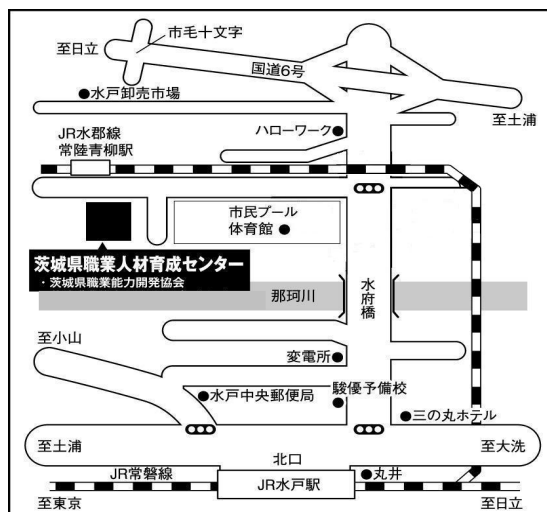 市毛十文字
至日立
国道6号
水戸卸売市場
至土浦
ハローワーク
JR水郡線
常陸青柳駅
市民プール
体育館
茨城県職業人材育成センター
・茨城県職業能力開発協会
那珂川
水府橋
至小山
変電所
水戸中央郵便局
駿優予備校
三の丸ホテル
至土浦
至大洗
北口
JR常磐線
JR水戸駅
丸井
至東京
至日立